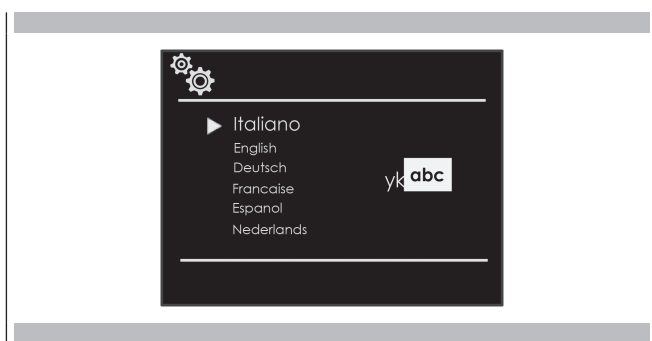 Italiano
English
Deutsch
Francaise
Espanol
Nederlands
yk abc